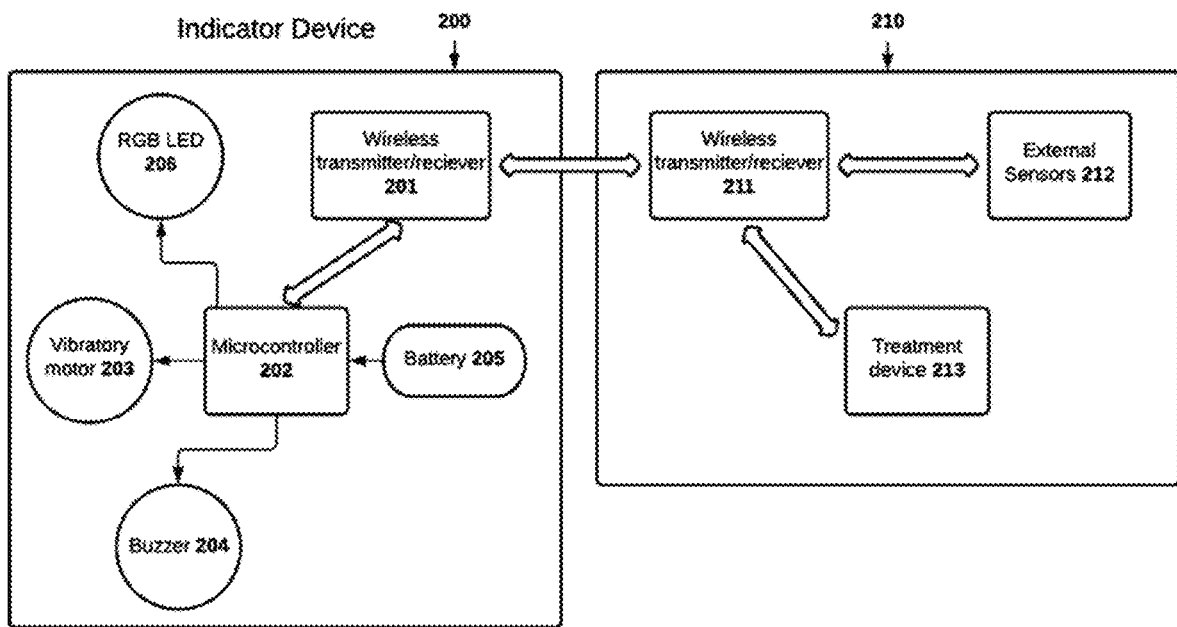 Indicator Device
200
210
RGB LED
206
Wireless
transmitter/reciever
201
Wireless
transmitter/reciever
211
External
Sensors 212
Vibratory
motor 203
Microcontroller
202
Battery 205
Treatment
device 213
Buzzer 204